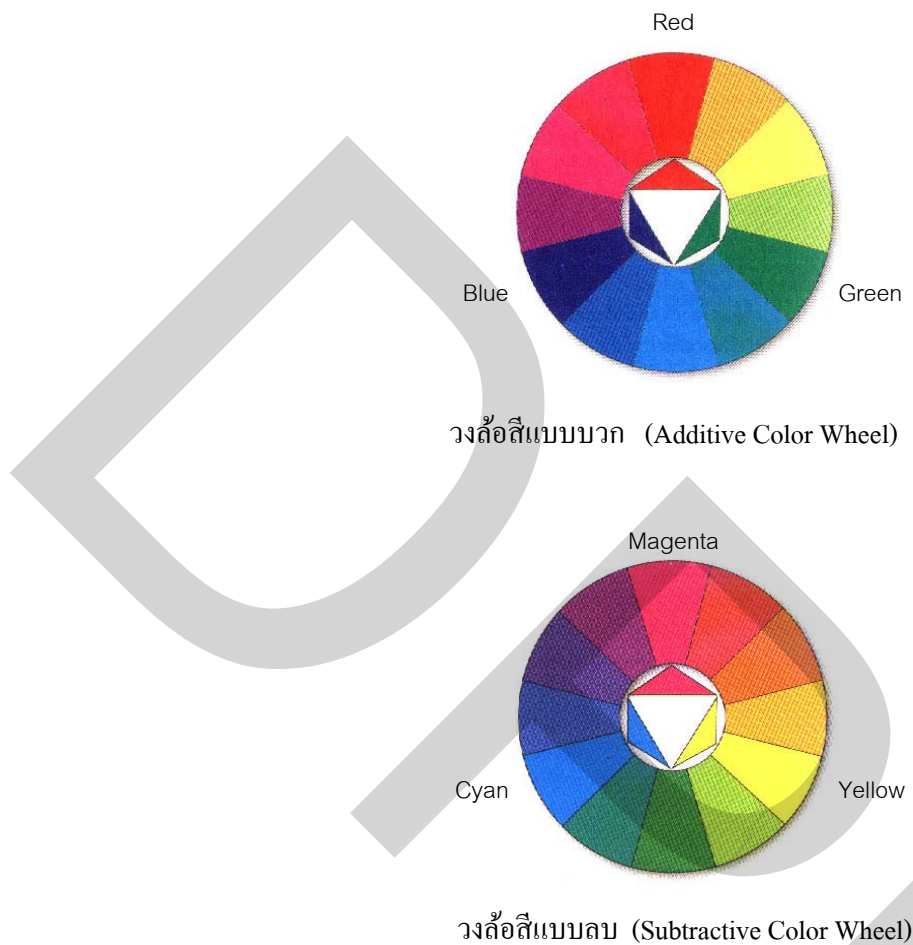 Red
Blue
Green
วงล้อสีแบบบวก (Additive Color Wheel)
Magenta
Cyan
Yellow
วงล้อสีแบบลบ (Subtractive Color Wheel)